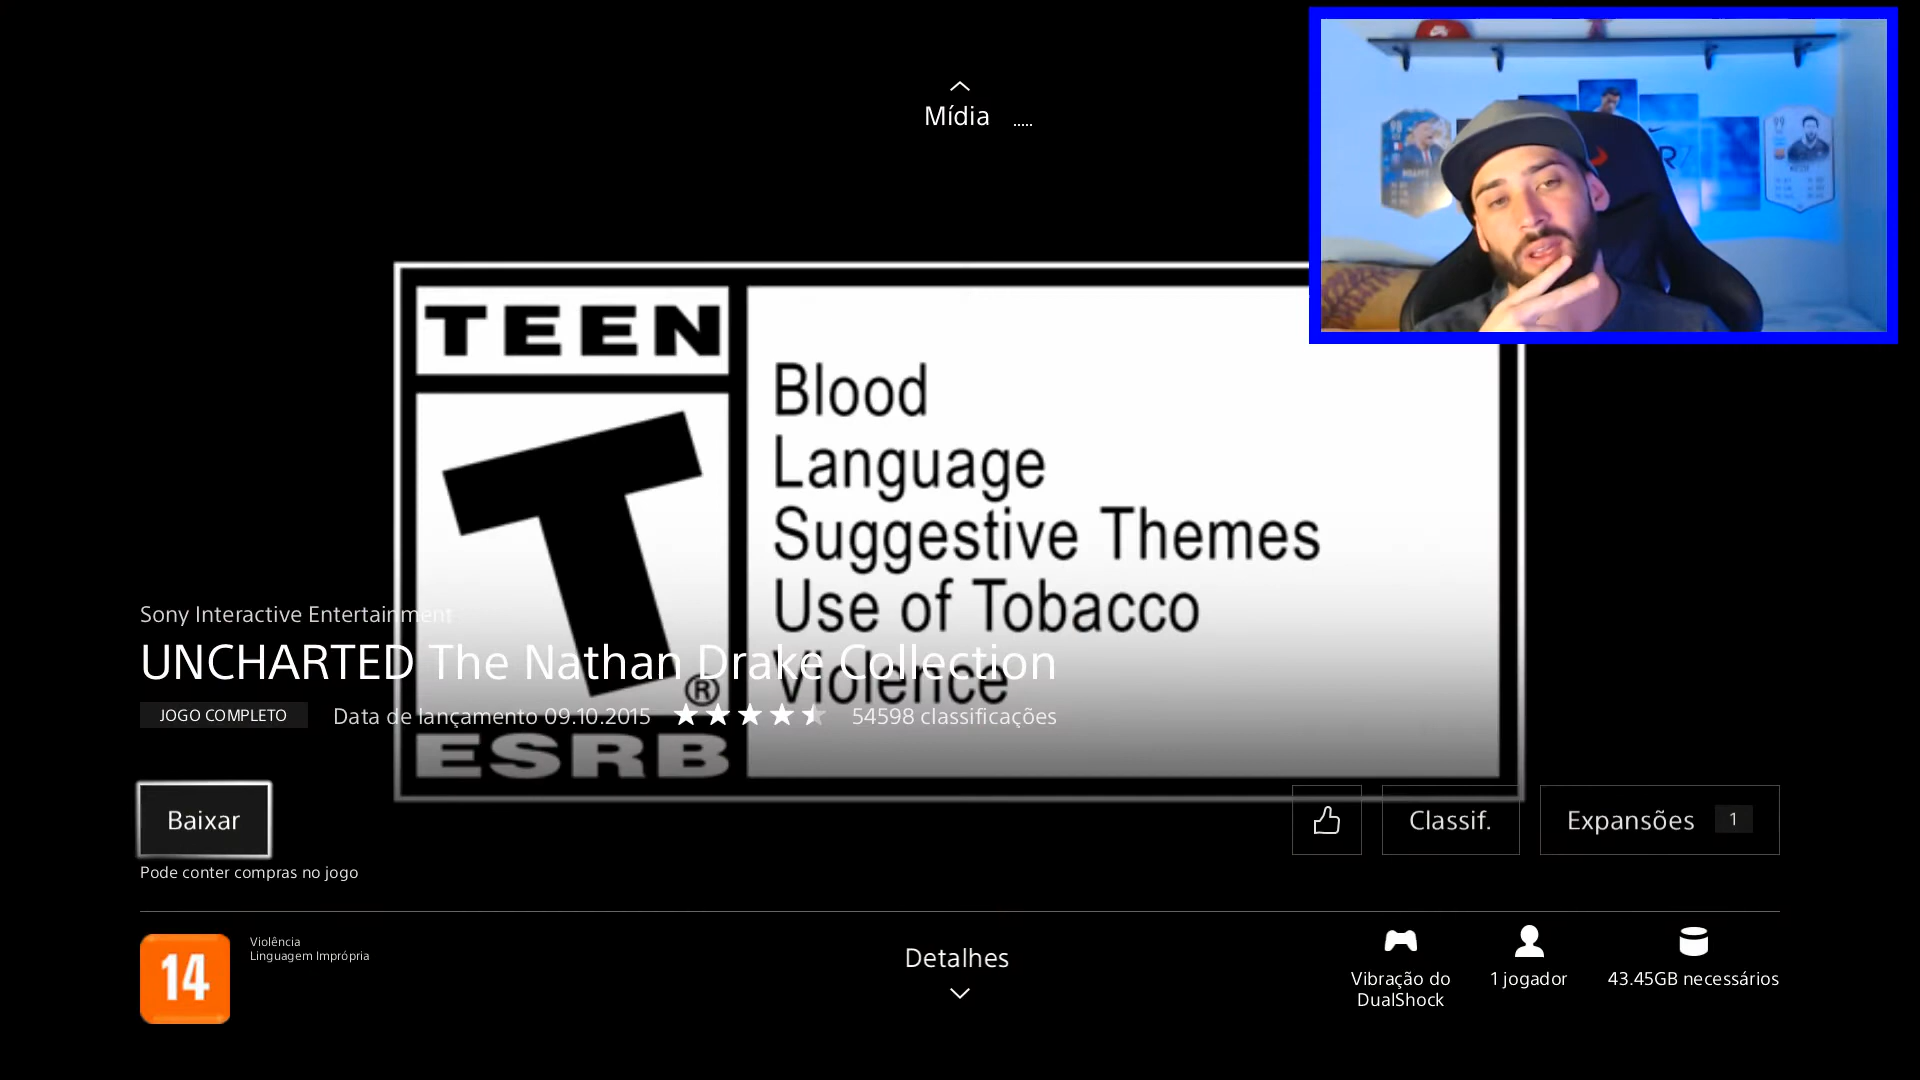 Mídia .....
TEEN
T
®
ESRB
Blood
Language
Suggestive Themes
Use of Tobacco
Violence
Sony Interactive Entertainment
UNCHARTED The Nathan Drake Collection
JOGO COMPLETO
Data de lançamento 09.10.2015
54598 classificações
Baixar
Classif.
Expansões 1
Pode conter compras no jogo
14
Violência
Linguagem Imprópria
Detalhes
Vibração do
DualShock
1 jogador
43.45GB necessários
99
99